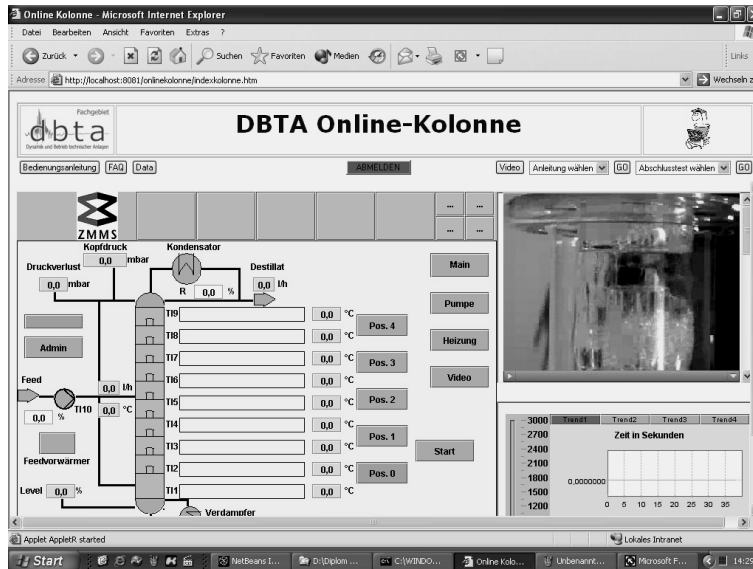 Online Kolonne - Microsoft Internet Explorer
Datei Bearbeiten Ansicht Favoriten Extras ?
Zurück Suchen Favoriten Medien
Links
Adresse http://localhost:8081/onlinekolonne/indexkolonne.htm Wechseln z
Fachgebiet
dbta
Dynamik und Betrieb technischer Anlagen
DBTA Online-Kolonne
Bedienungsanleitung FAQ Data ABMELDEN Video Anleitung wählen GO Abschlusstest wählen GO
ZMMS
... ...
... ...
Kopfdruck Kondensator
0,0 mbar
Druckverlust Destillat
0,0 mbar R 0,0 % 0,0 l/h
Main
TI9 0,0 °C
Pos. 4
Pumpe
TI8 0,0 °C
Admin
Heizung
TI7 0,0 °C
Pos. 3
Feed
TI6 0,0 °C
Video
0,0 l/h
Pos. 2
0,0 % TI10 0,0 °C
TI5 0,0 °C
TI4 0,0 °C
Pos. 1
Feedvorwärmer
TI3 0,0 °C
Start
TI2 0,0 °C
Pos. 0
Level 0,0 %
TI1 0,0 °C
Verdampfer
3000 Trend1 Trend2 Trend3 Trend4
2700 Zeit in Sekunden
2400
2100
1800 0,0000000
1500
0 5 10 15 20 25 30 35
1200
Applet AppletR started Lokales Intranet
Start NetBeans I... D:\Diplom ... C:\WINDO... Online Kolo... Unbenannt... Microsoft F...